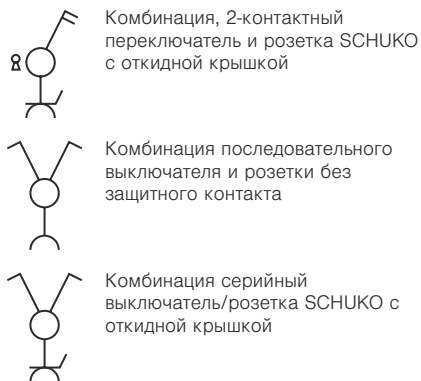 Комбинация, 2-контактный
переключатель и розетка SCHUKO
с откидной крышкой
Комбинация последовательного
выключателя и розетки без
защитного контакта
Комбинация серийный
выключатель/розетка SCHUKO с
откидной крышкой